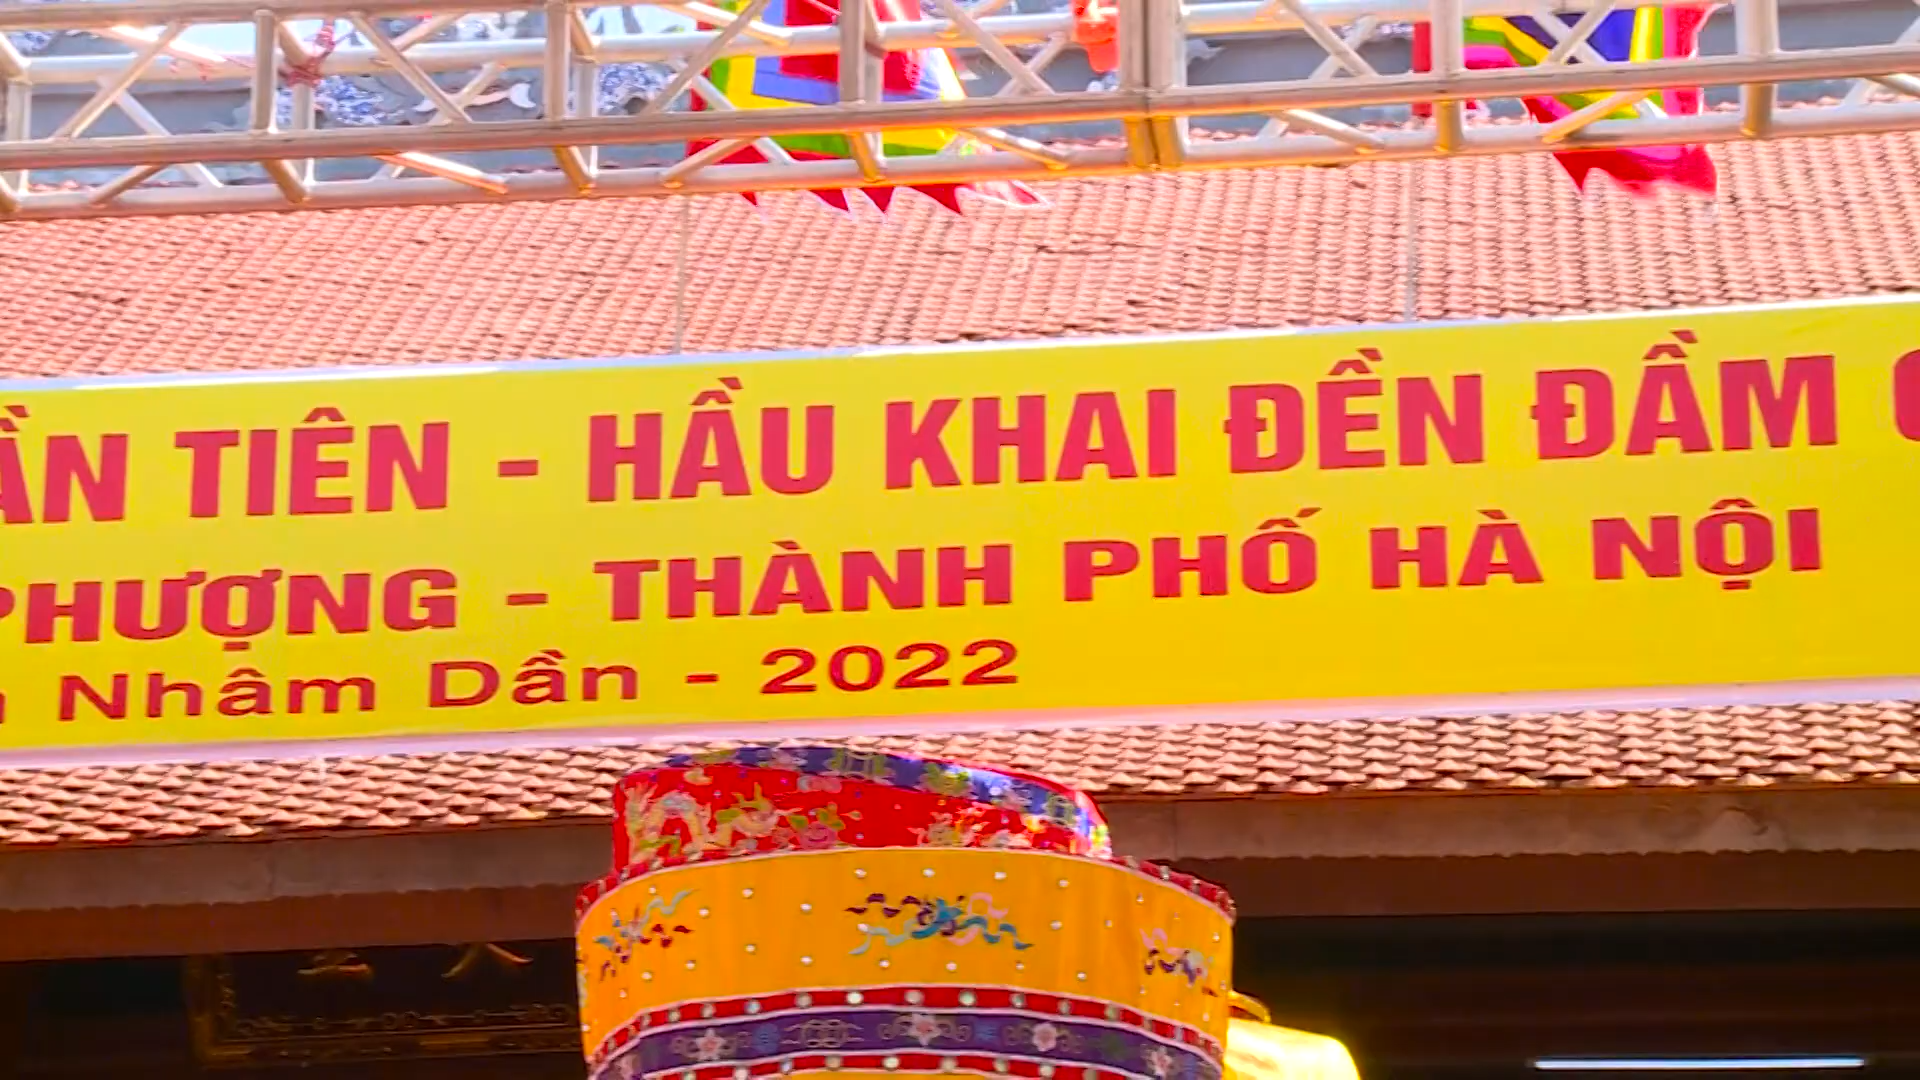 TIÊN - HẦU KHAI ĐỀN ĐẦM
PHƯỢNG - THÀNH PHỐ HÀ NỘI
Nhâm Dần - 2022